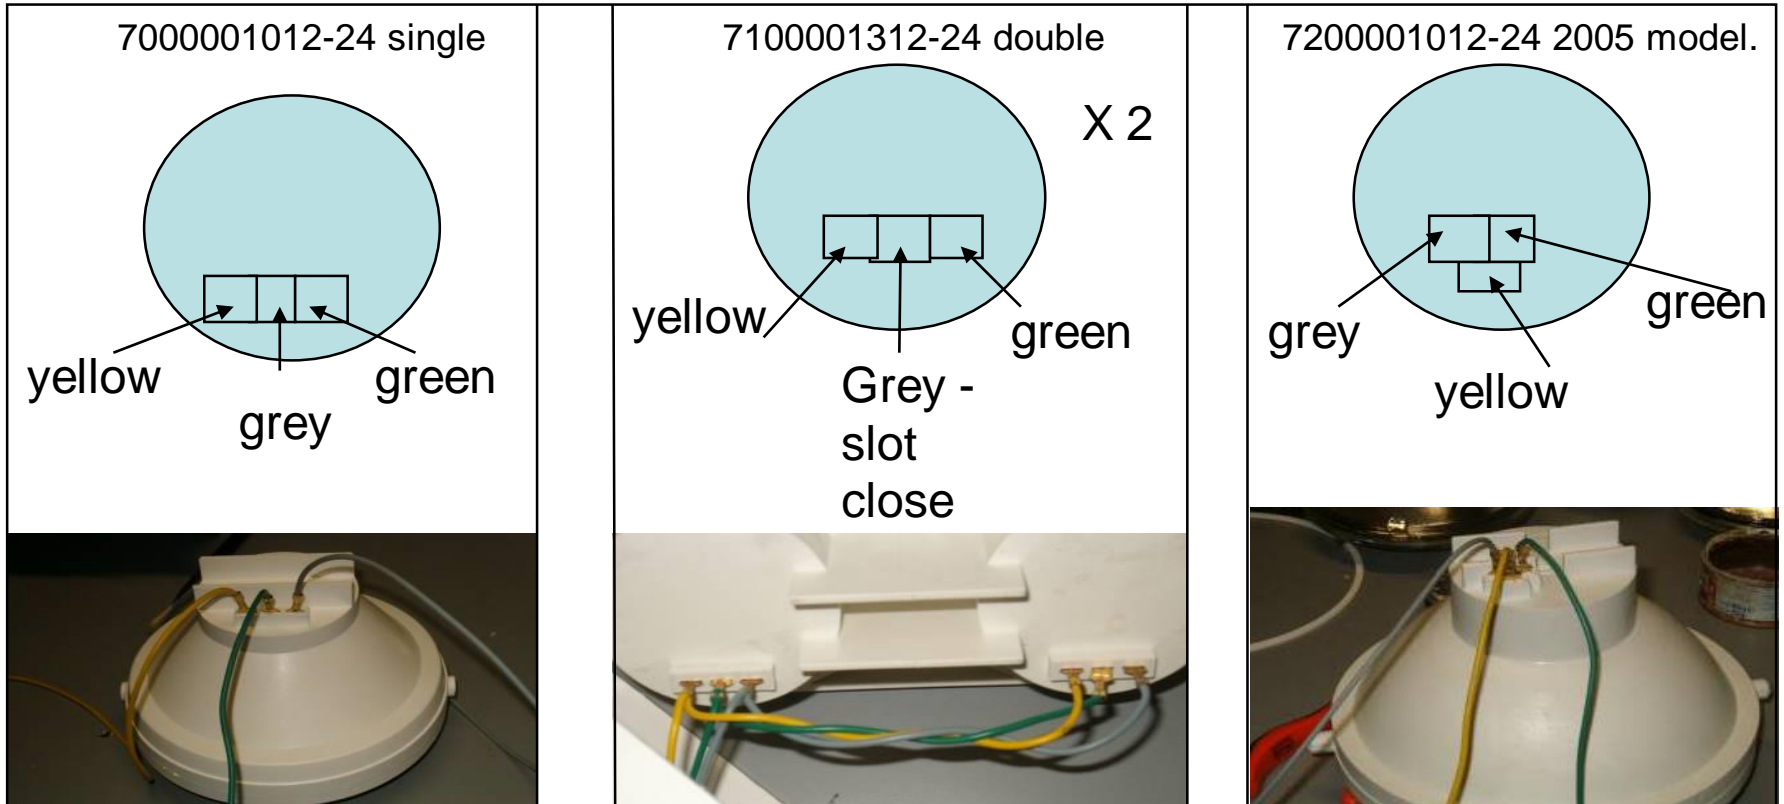 7000001012-24 single
yellow
grey
green
7100001312-24 double
X 2
yellow
Grey -
slot
close
green
7200001012-24 2005 model.
grey
yellow
green